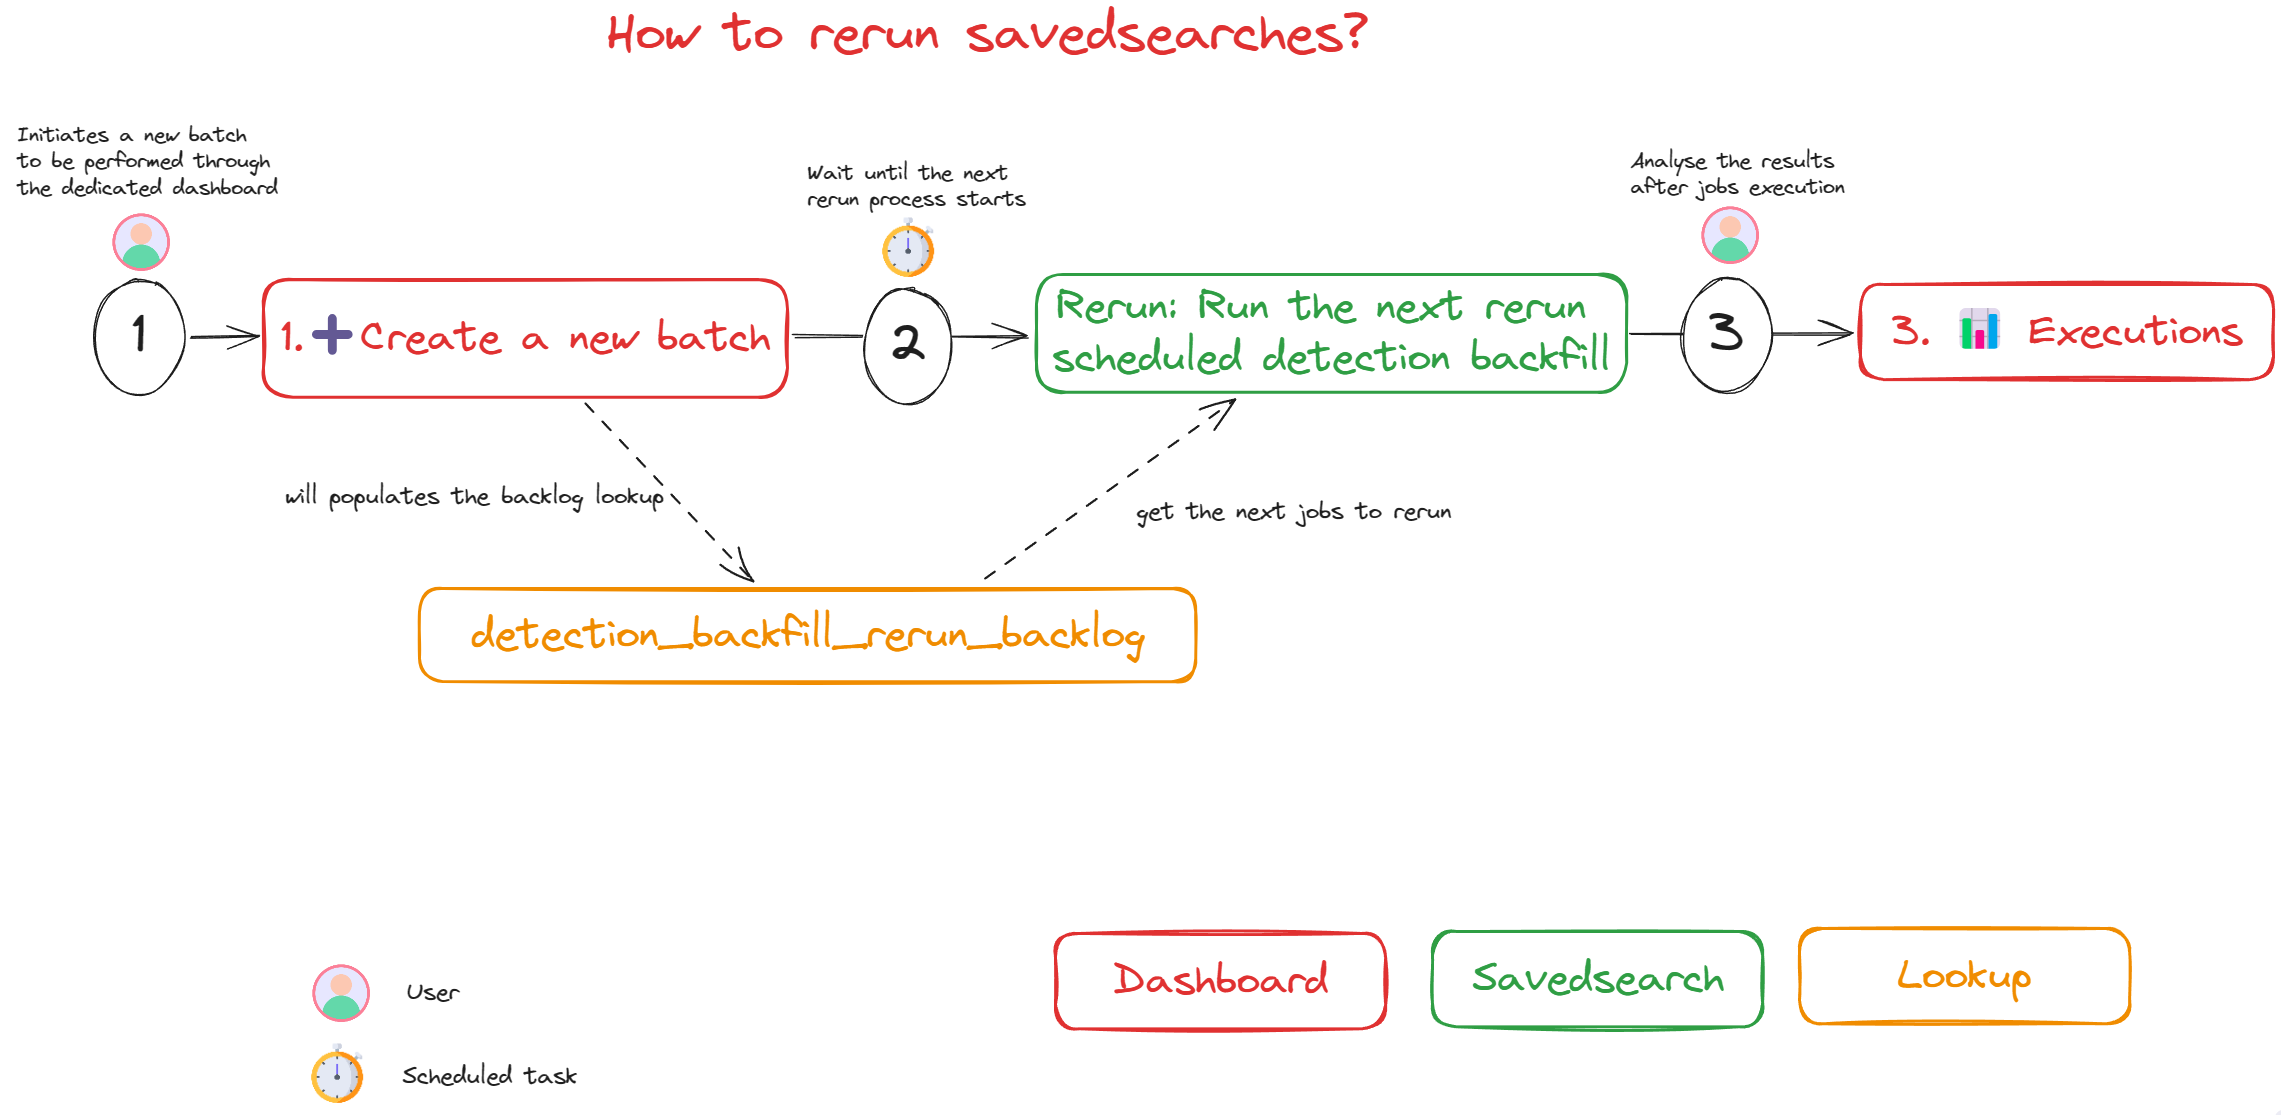 How to rerun savedsearches?
Initiates a new batch
to be performed through
the dedicated dashboard
Wait until the next
rerun process starts
Analyse the results
after jobs execution
1
1. Create a new batch
2
Rerun: Run the next rerun
scheduled detection backfill
3
3. Executions
will populates the backlog lookup
get the next jobs to rerun
detection_backfill_rerun_backlog
User
Scheduled task
Dashboard
Savedsearch
Lookup